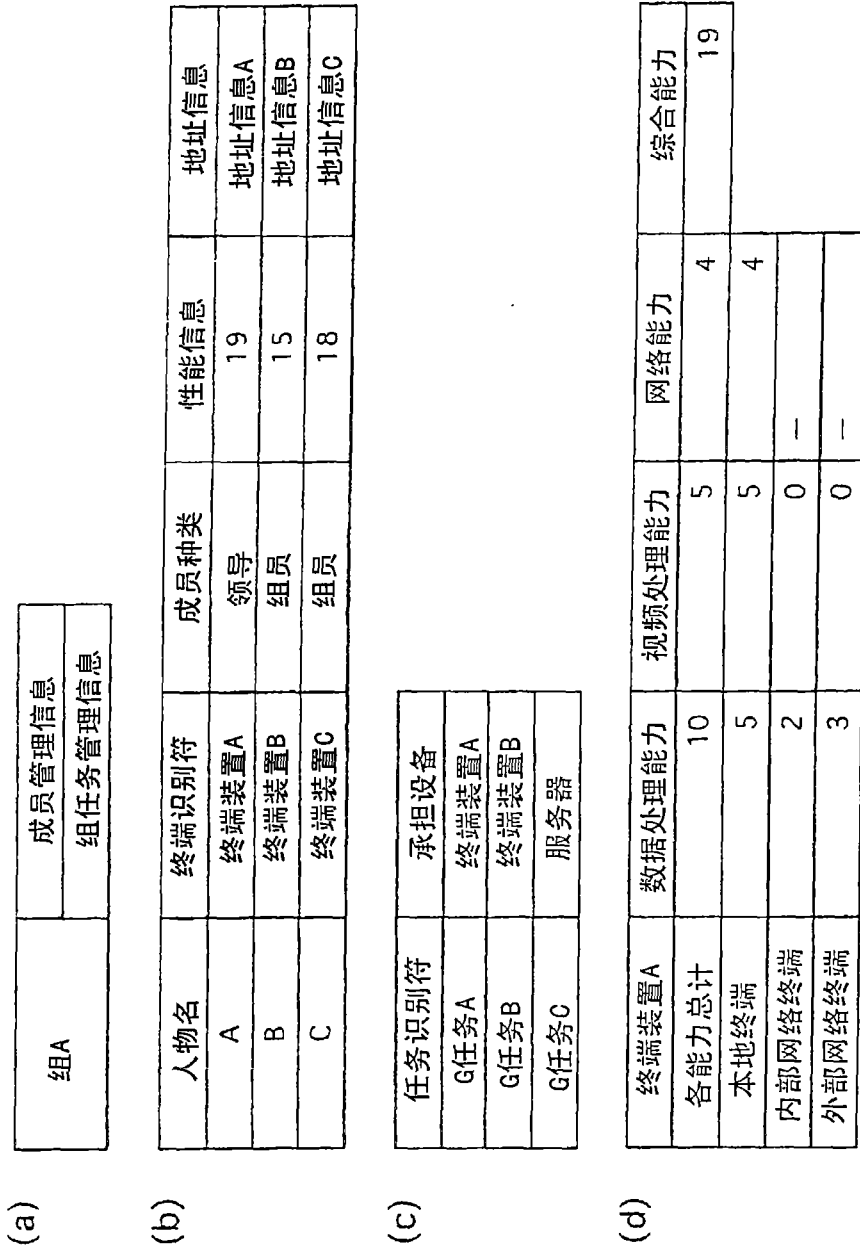 (a)
组A 成员管理信息
组任务管理信息
(b)
人物名 终端识别符 成员种类 性能信息 地址信息
A 终端装置A 领导 19 地址信息A
B 终端装置B 组员 15 地址信息B
C 终端装置C 组员 18 地址信息C
(c)
任务识别符 承担设备
G任务A 终端装置A
G任务B 终端装置B
G任务C 服务器
(d)
终端装置A 数据处理能力 视频处理能力 网络能力 综合能力
各能力总计 10 5 4 19
本地终端 5 5 4
内部网络终端 2 0 —
外部网络终端 3 0 —